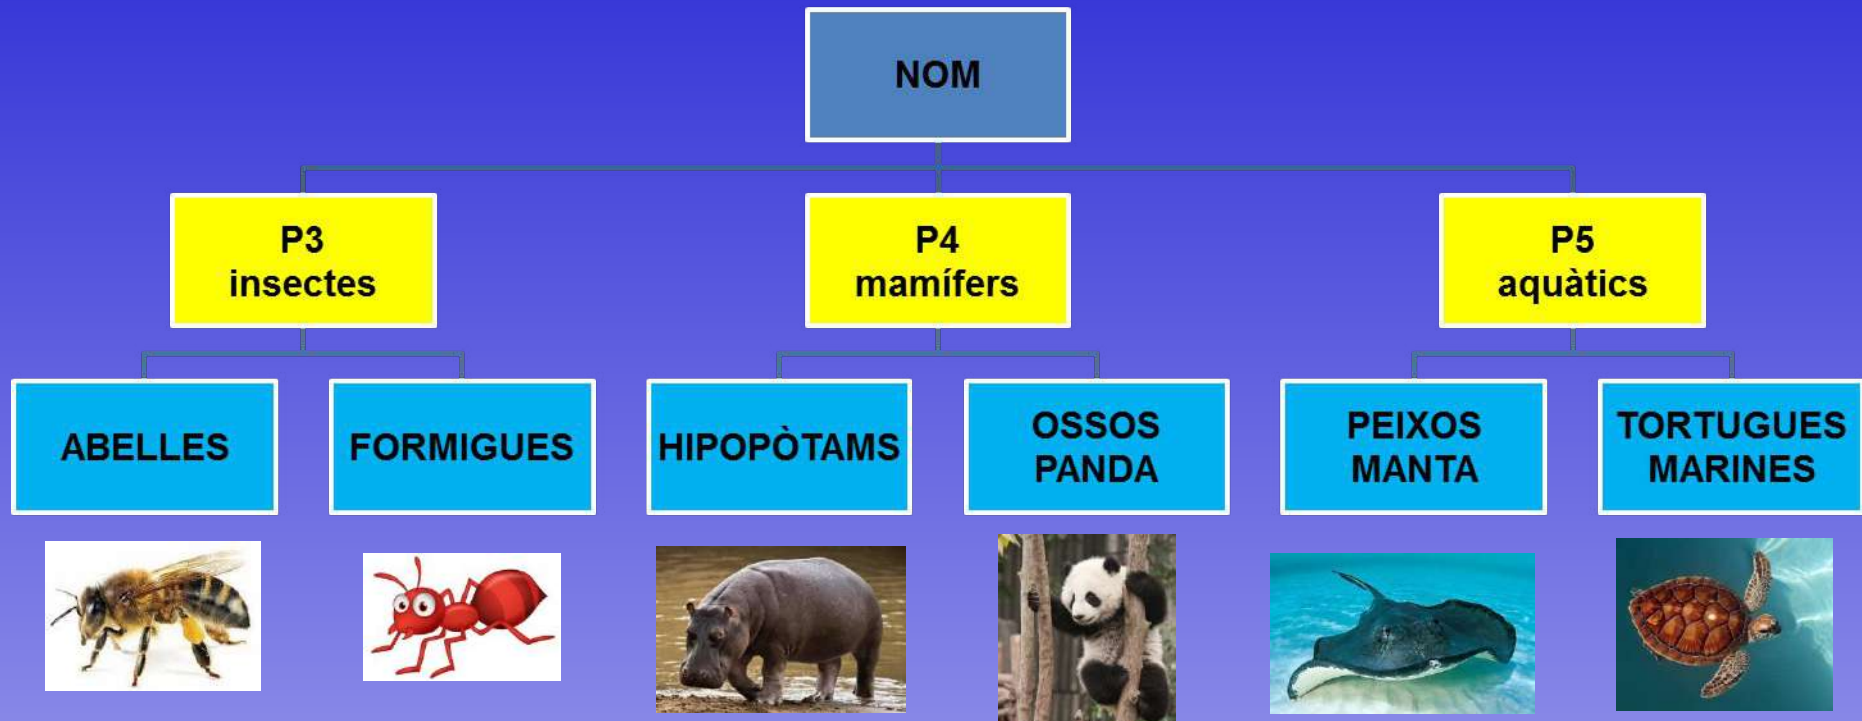 NOM
P3
insectes
P4
mamífers
P5
aquàtics
ABELLES
FORMIGUES
HIPOPÒTAMS
OSSOS
PANDA
PEIXOS
MANTA
TORTUGUES
MARINES